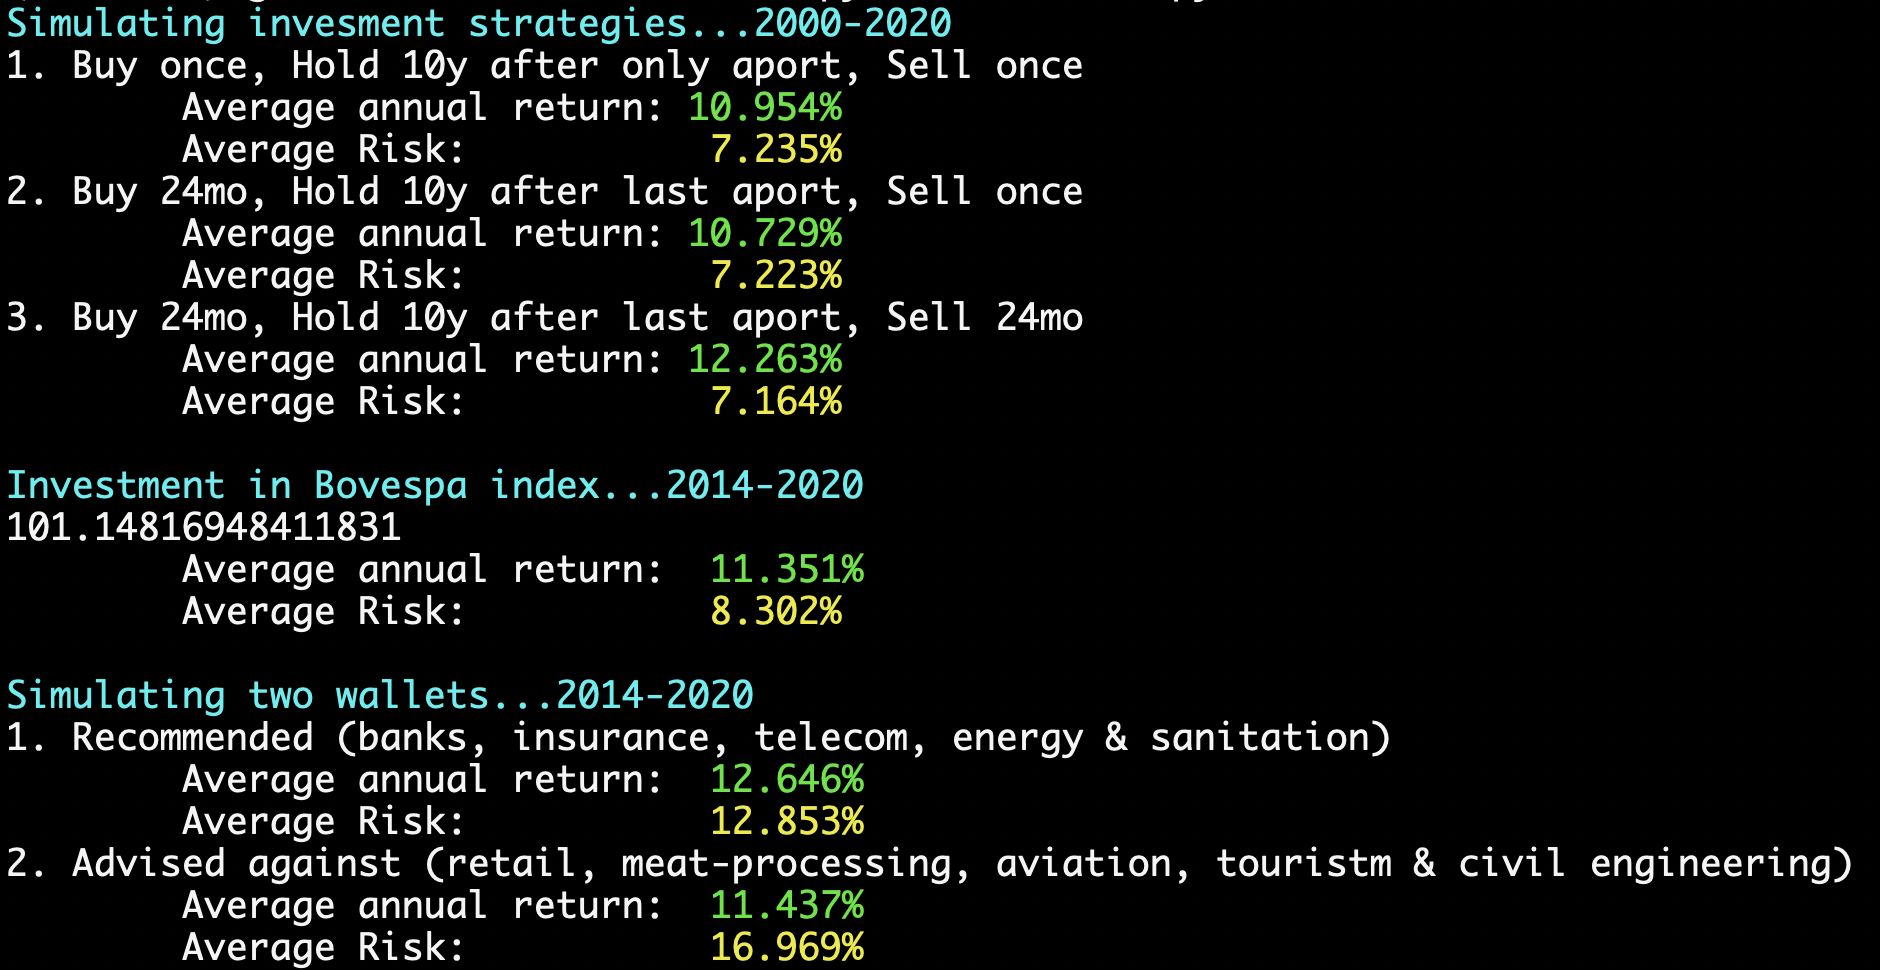 Simulating invesment strategies...2000-2020
1. Buy once, Hold 10y after only aport, Sell once
Average annual return: 10.954%
Average Risk: 7.235%
2. Buy 24mo, Hold 10y after last aport, Sell once
Average annual return: 10.729%
Average Risk: 7.223%
3. Buy 24mo, Hold 10y after last aport, Sell 24mo
Average annual return: 12.263%
Average Risk: 7.164%
Investment in Bovespa index...2014-2020
101.14816948411831
Average annual return: 11.351%
Average Risk: 8.302%
Simulating two wallets...2014-2020
1. Recommended (banks, insurance, telecom, energy & sanitation)
Average annual return: 12.646%
Average Risk: 12.853%
2. Advised against (retail, meat-processing, aviation, touristm & civil engineering)
Average annual return: 11.437%
Average Risk: 16.969%